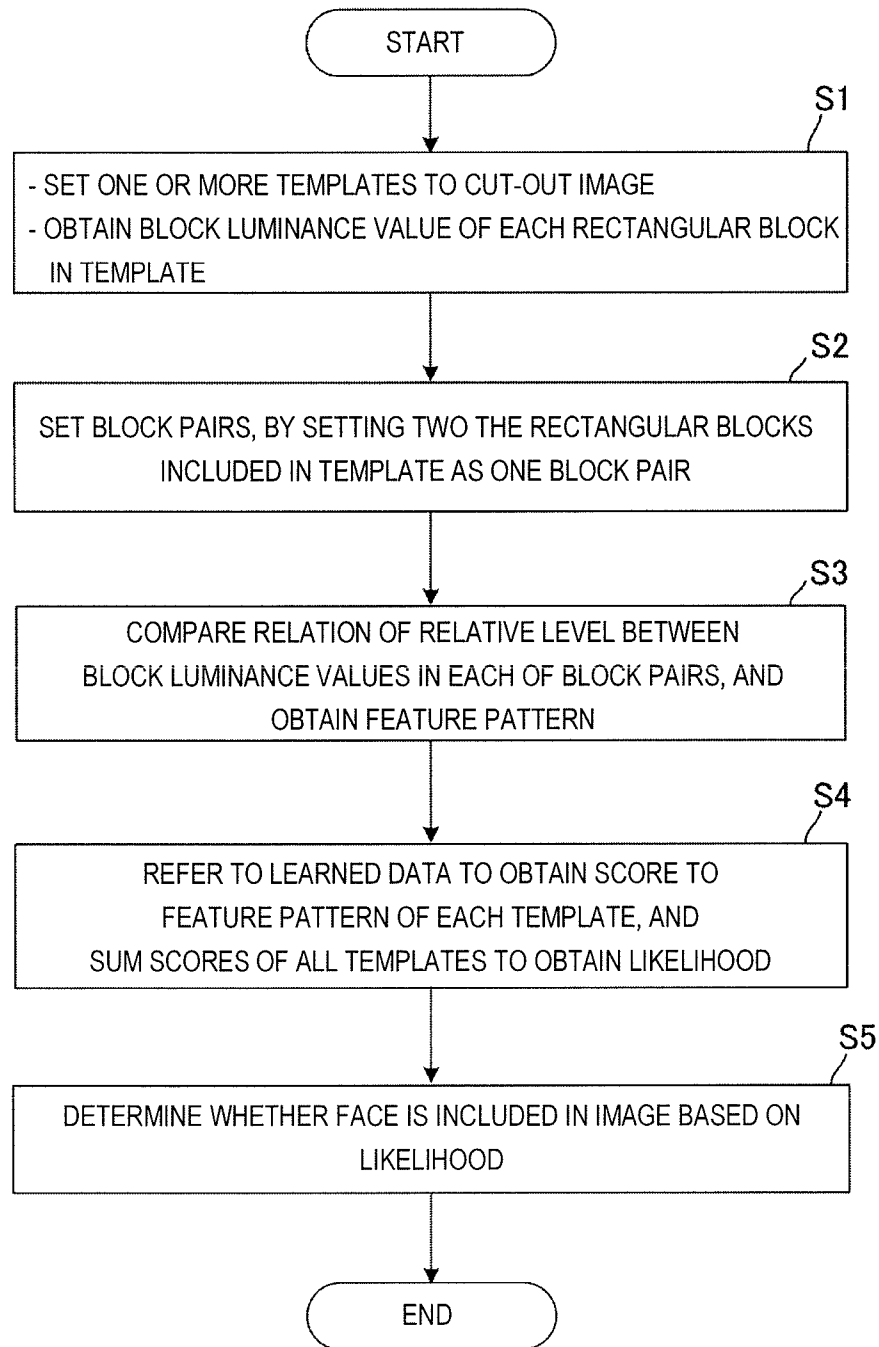 START
S1
- SET ONE OR MORE TEMPLATES TO CUT-OUT IMAGE
- OBTAIN BLOCK LUMINANCE VALUE OF EACH RECTANGULAR BLOCK
IN TEMPLATE
S2
SET BLOCK PAIRS, BY SETTING TWO THE RECTANGULAR BLOCKS
INCLUDED IN TEMPLATE AS ONE BLOCK PAIR
S3
COMPARE RELATION OF RELATIVE LEVEL BETWEEN
BLOCK LUMINANCE VALUES IN EACH OF BLOCK PAIRS, AND
OBTAIN FEATURE PATTERN
S4
REFER TO LEARNED DATA TO OBTAIN SCORE TO
FEATURE PATTERN OF EACH TEMPLATE, AND
SUM SCORES OF ALL TEMPLATES TO OBTAIN LIKELIHOOD
S5
DETERMINE WHETHER FACE IS INCLUDED IN IMAGE BASED ON
LIKELIHOOD
END